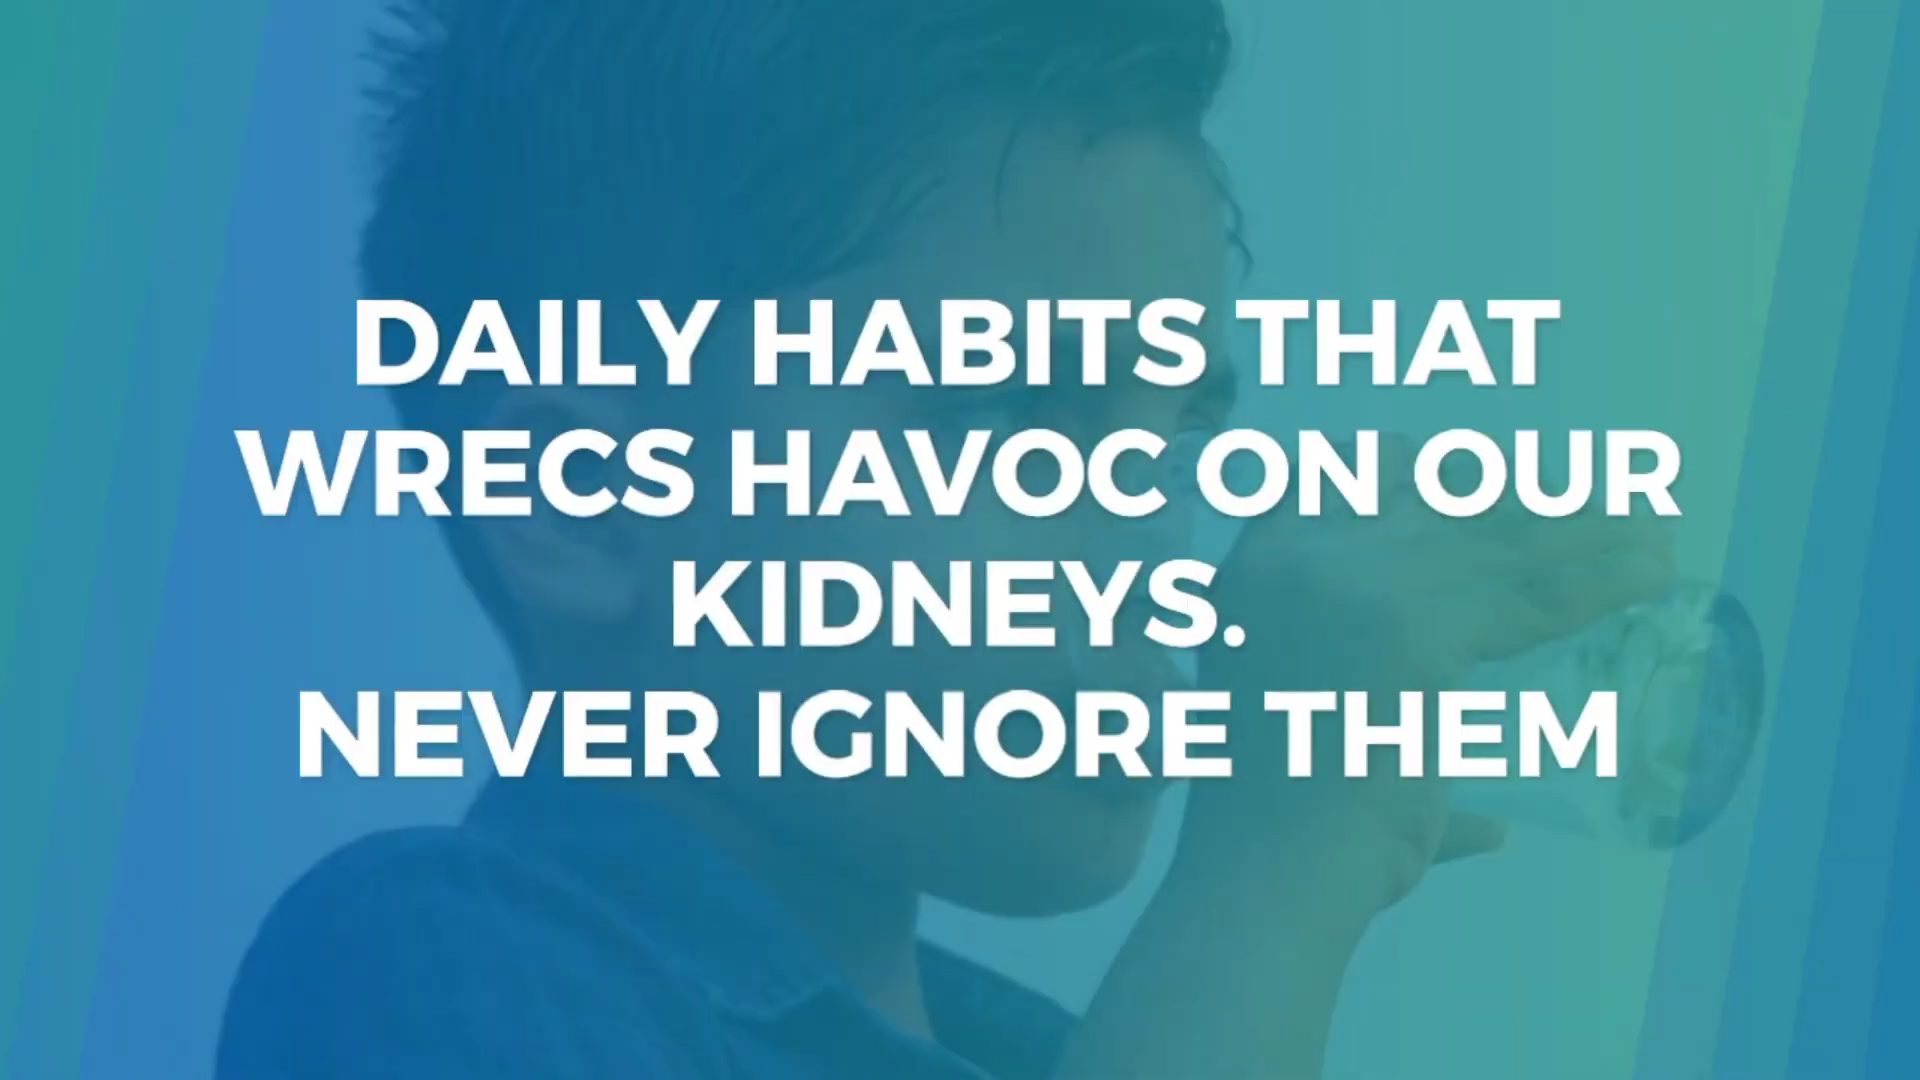 DAILY HABITS THAT
WRECS HAVOC ON OUR
KIDNEYS.
NEVER IGNORE THEM